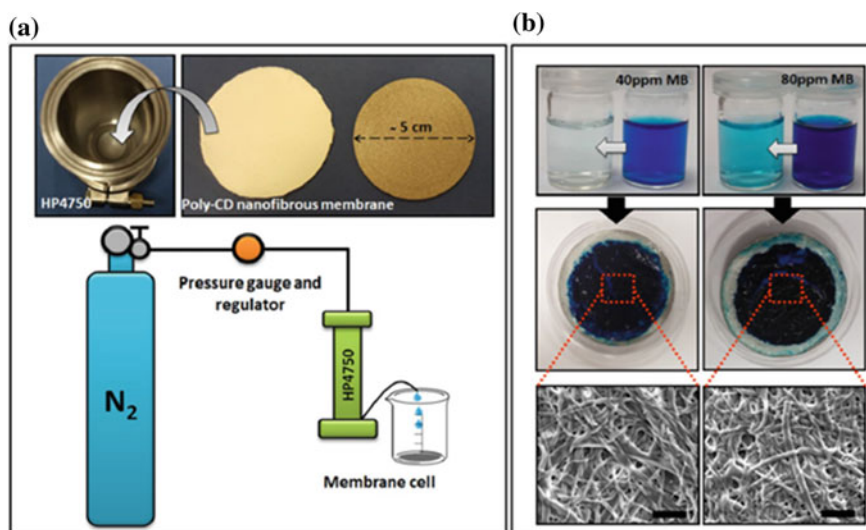 (a)
HP4750
~ 5 cm
Poly-CD nanofibrous membrane
Pressure gauge and
regulator
N₂
HP4750
Membrane cell
(b)
40ppm MB
80ppm MB